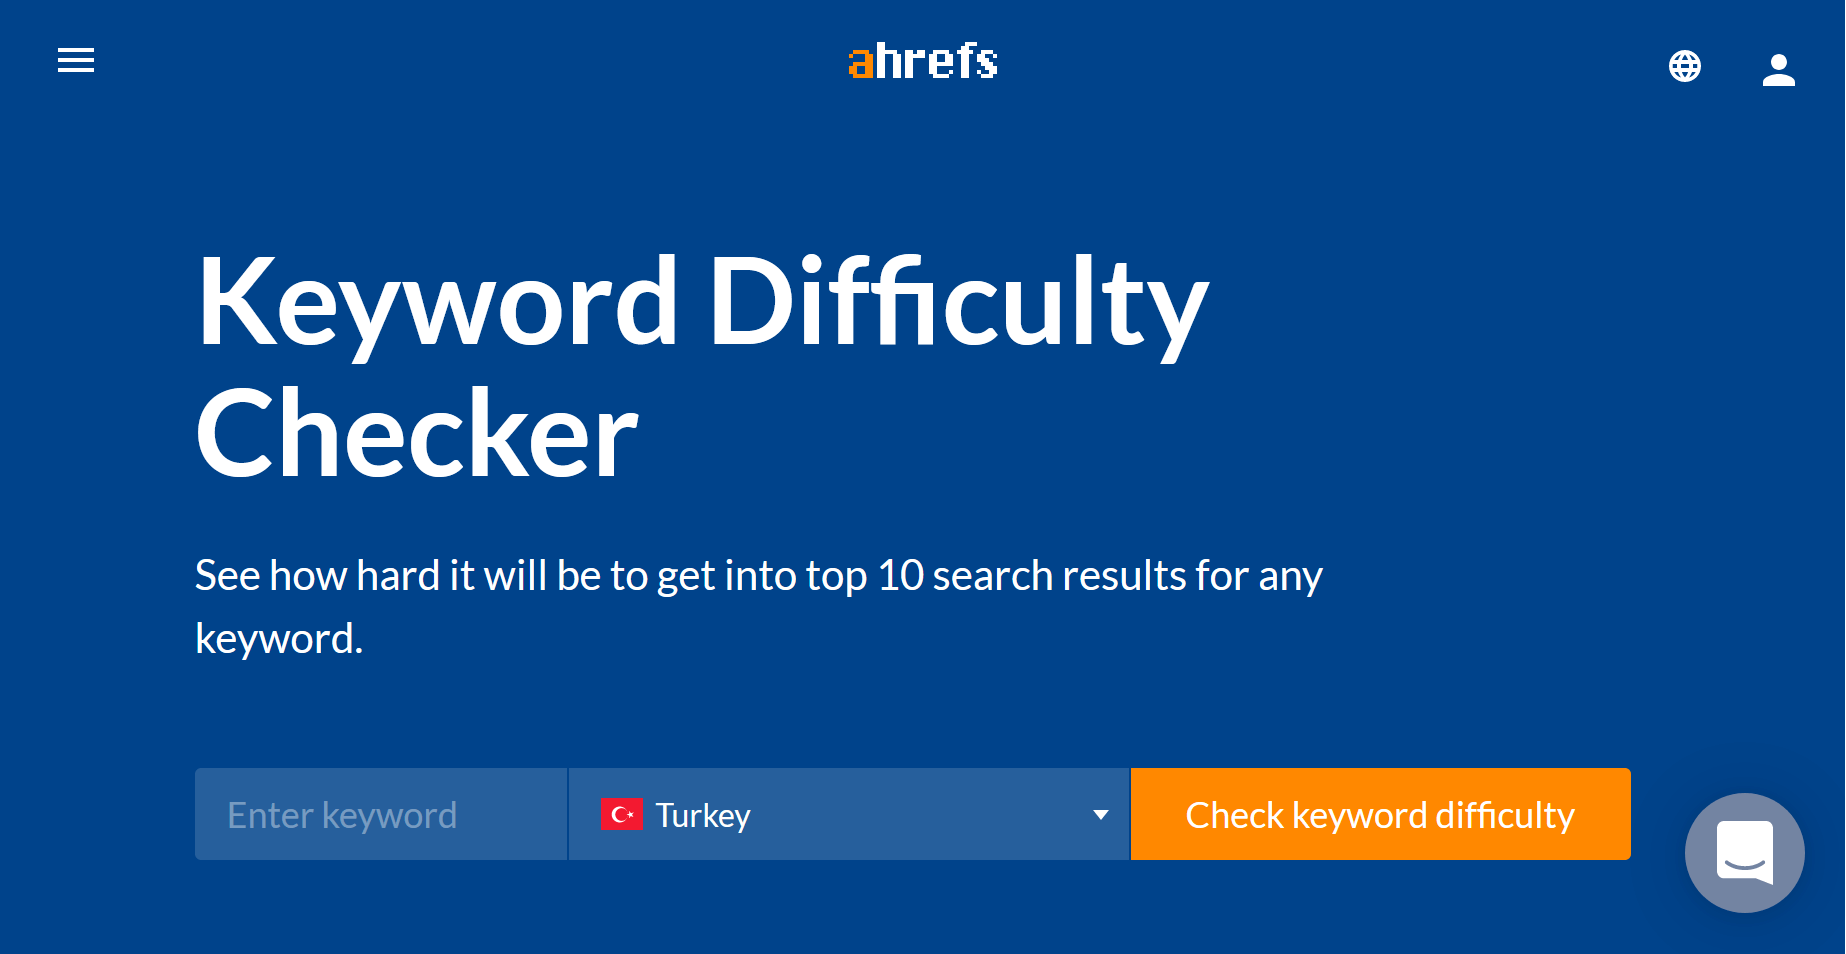 ahrefs
Keyword Difficulty
Checker
See how hard it will be to get into top 10 search results for any
keyword.
Enter keyword
Turkey
Check keyword difficulty